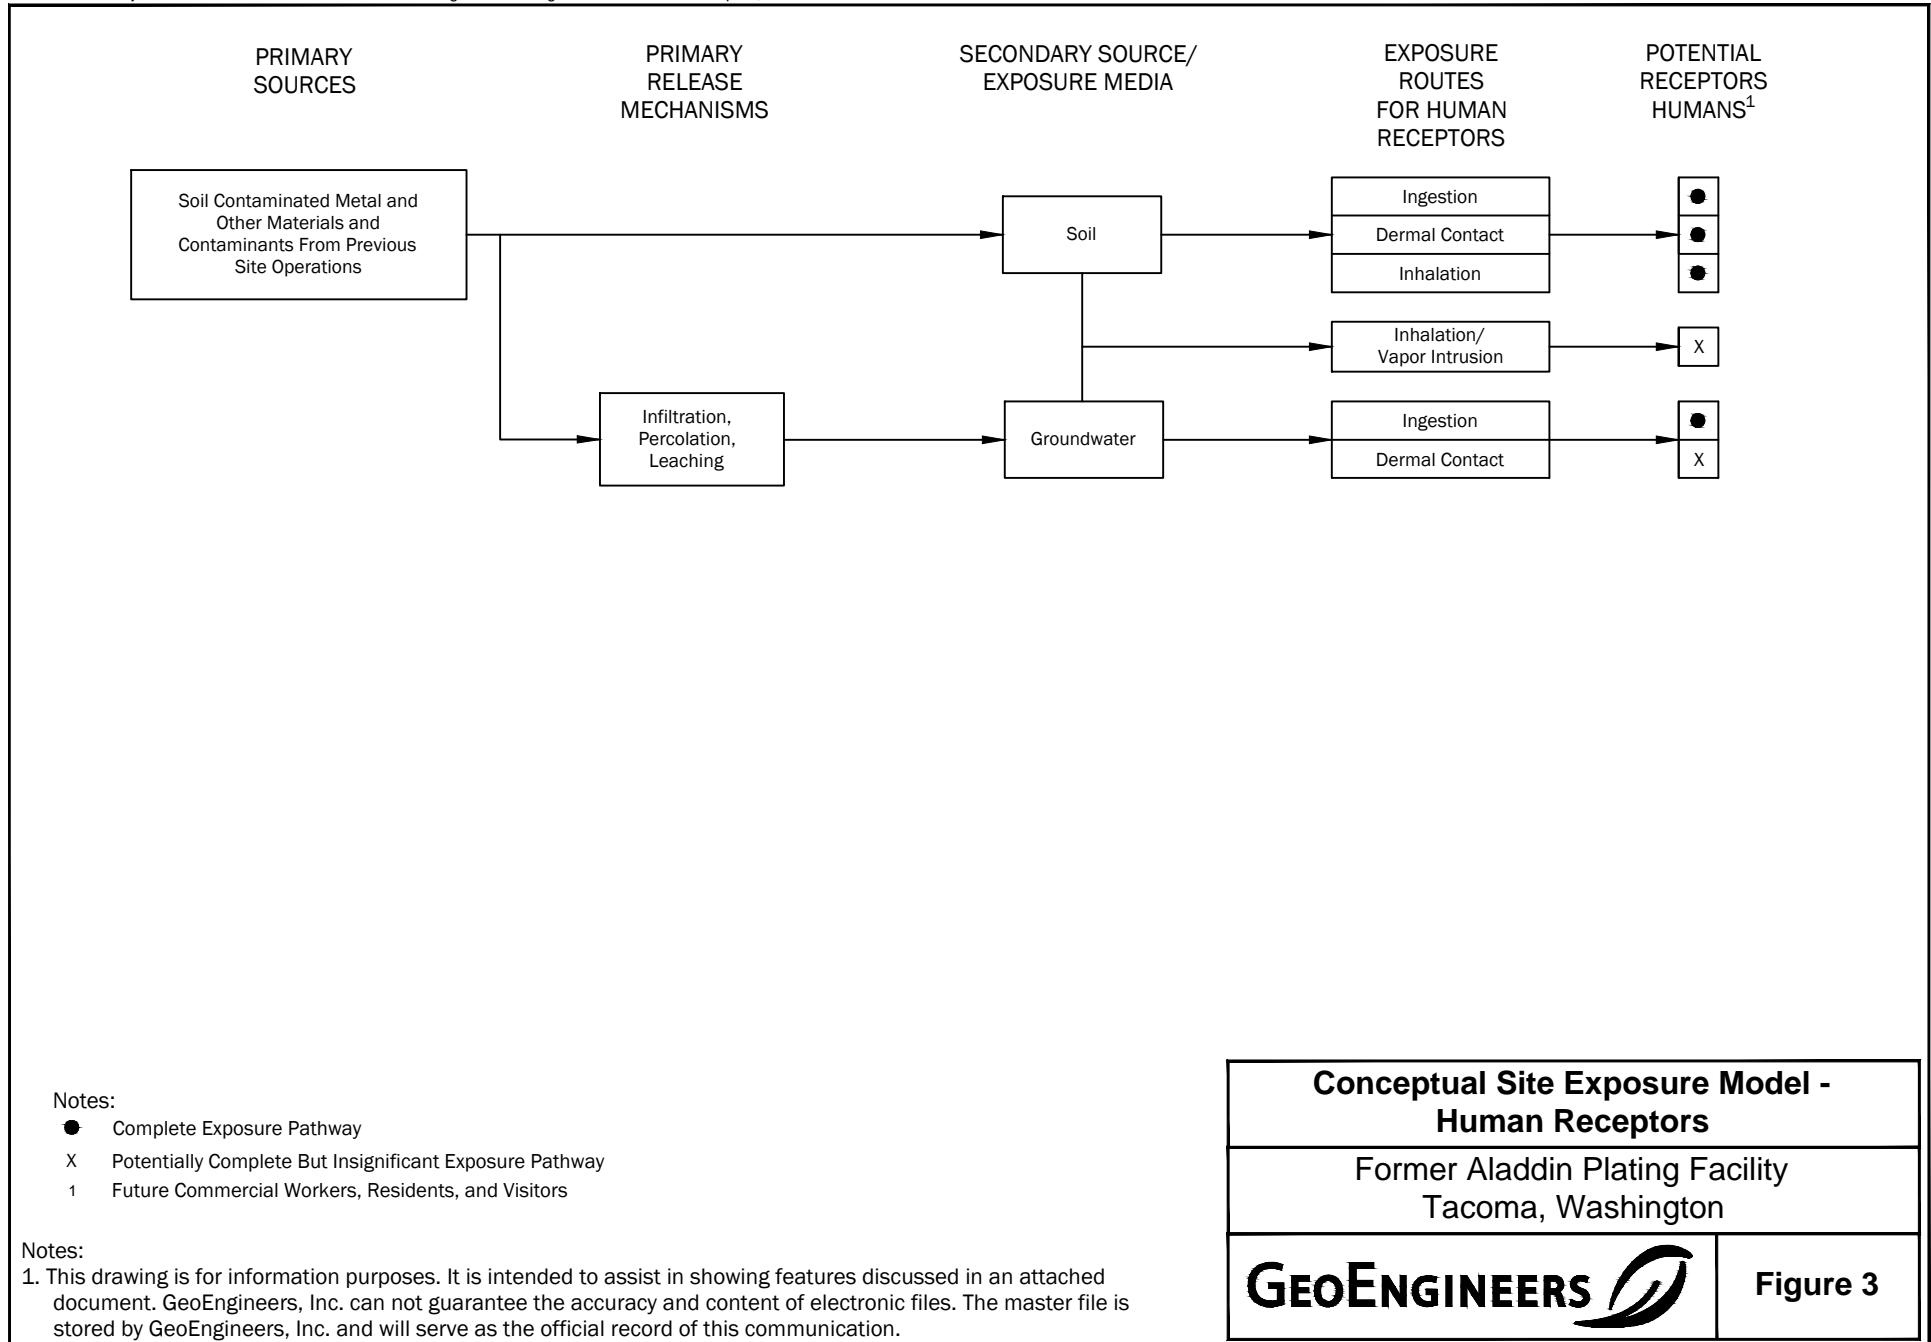 PRIMARY
SOURCES
PRIMARY
RELEASE
MECHANISMS
SECONDARY SOURCE/
EXPOSURE MEDIA
EXPOSURE
ROUTES
FOR HUMAN
RECEPTORS
POTENTIAL
RECEPTORS
HUMANS1
Soil Contaminated Metal and
Other Materials and
Contaminants From Previous
Site Operations
Soil
Ingestion
Dermal Contact
Inhalation
Inhalation/
Vapor Intrusion
X
Infiltration,
Percolation,
Leaching
Groundwater
Ingestion
Dermal Contact
X
Notes:
Complete Exposure Pathway
X Potentially Complete But Insignificant Exposure Pathway
1 Future Commercial Workers, Residents, and Visitors
Notes:
1. This drawing is for information purposes. It is intended to assist in showing features discussed in an attached
document. GeoEngineers, Inc. can not guarantee the accuracy and content of electronic files. The master file is
stored by GeoEngineers, Inc. and will serve as the official record of this communication.
Conceptual Site Exposure Model -
Human Receptors
Former Aladdin Plating Facility
Tacoma, Washington
GEOENGINEERS
Figure 3